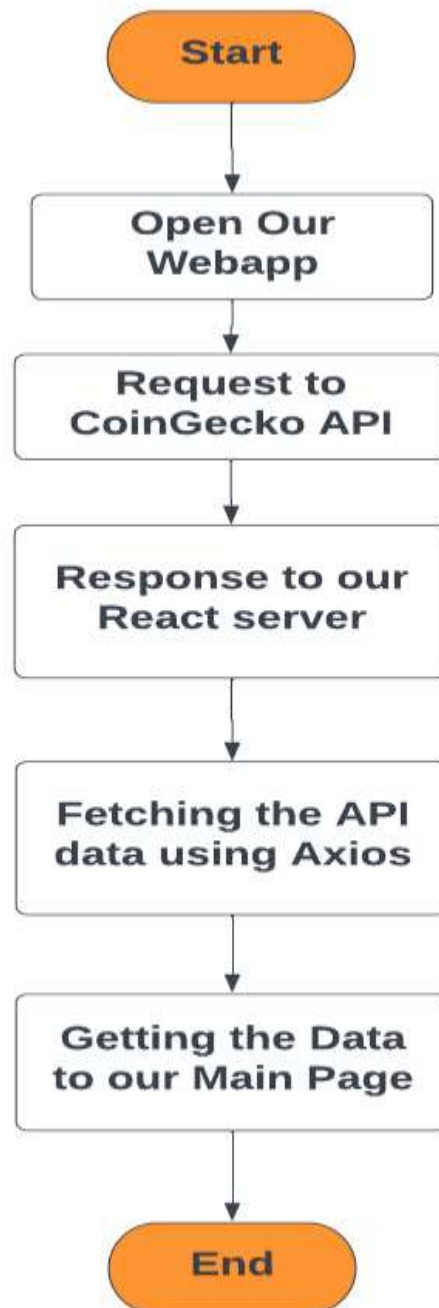 Start
Open Our
Webapp
Request to
CoinGecko API
Response to our
React server
Fetching the API
data using Axios
Getting the Data
to our Main Page
End